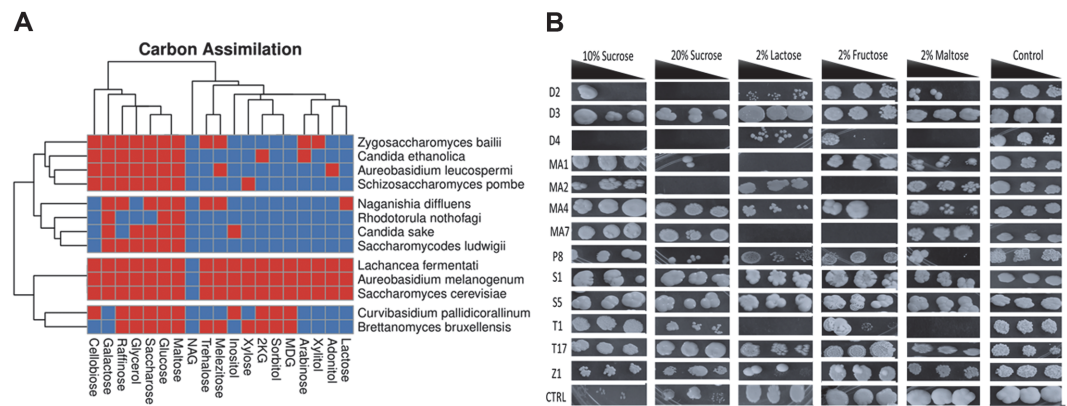 A
B
Carbon Assimilation
Zygosaccharomyces bailii
Candida ethanolica
Aureobasidium leucospermi
Schizosaccharomyces pombe
Naganishia diffluens
Rhodotorula nothofagi
Candida sake
Saccharomycodes ludwigii
Lachancea fermentati
Aureobasidium melanogenum
Saccharomyces cerevisiae
Curvibasidium pallidicorallinum
Brettanomyces bruxellensis
Cellobiose
Galactose
Raffinose
Glycerol
Saccharose
Glucose
Maltose
NAG
Trehalose
Melezitose
Inositol
Xylose
2KG
Sorbitol
MDG
Arabinose
Xylitol
Adonitol
Lactose
10% Sucrose
20% Sucrose
2% Lactose
2% Fructose
2% Maltose
Control
D2
D3
D4
MA1
MA2
MA4
MA7
P8
S1
S5
T1
T17
Z1
CTRL